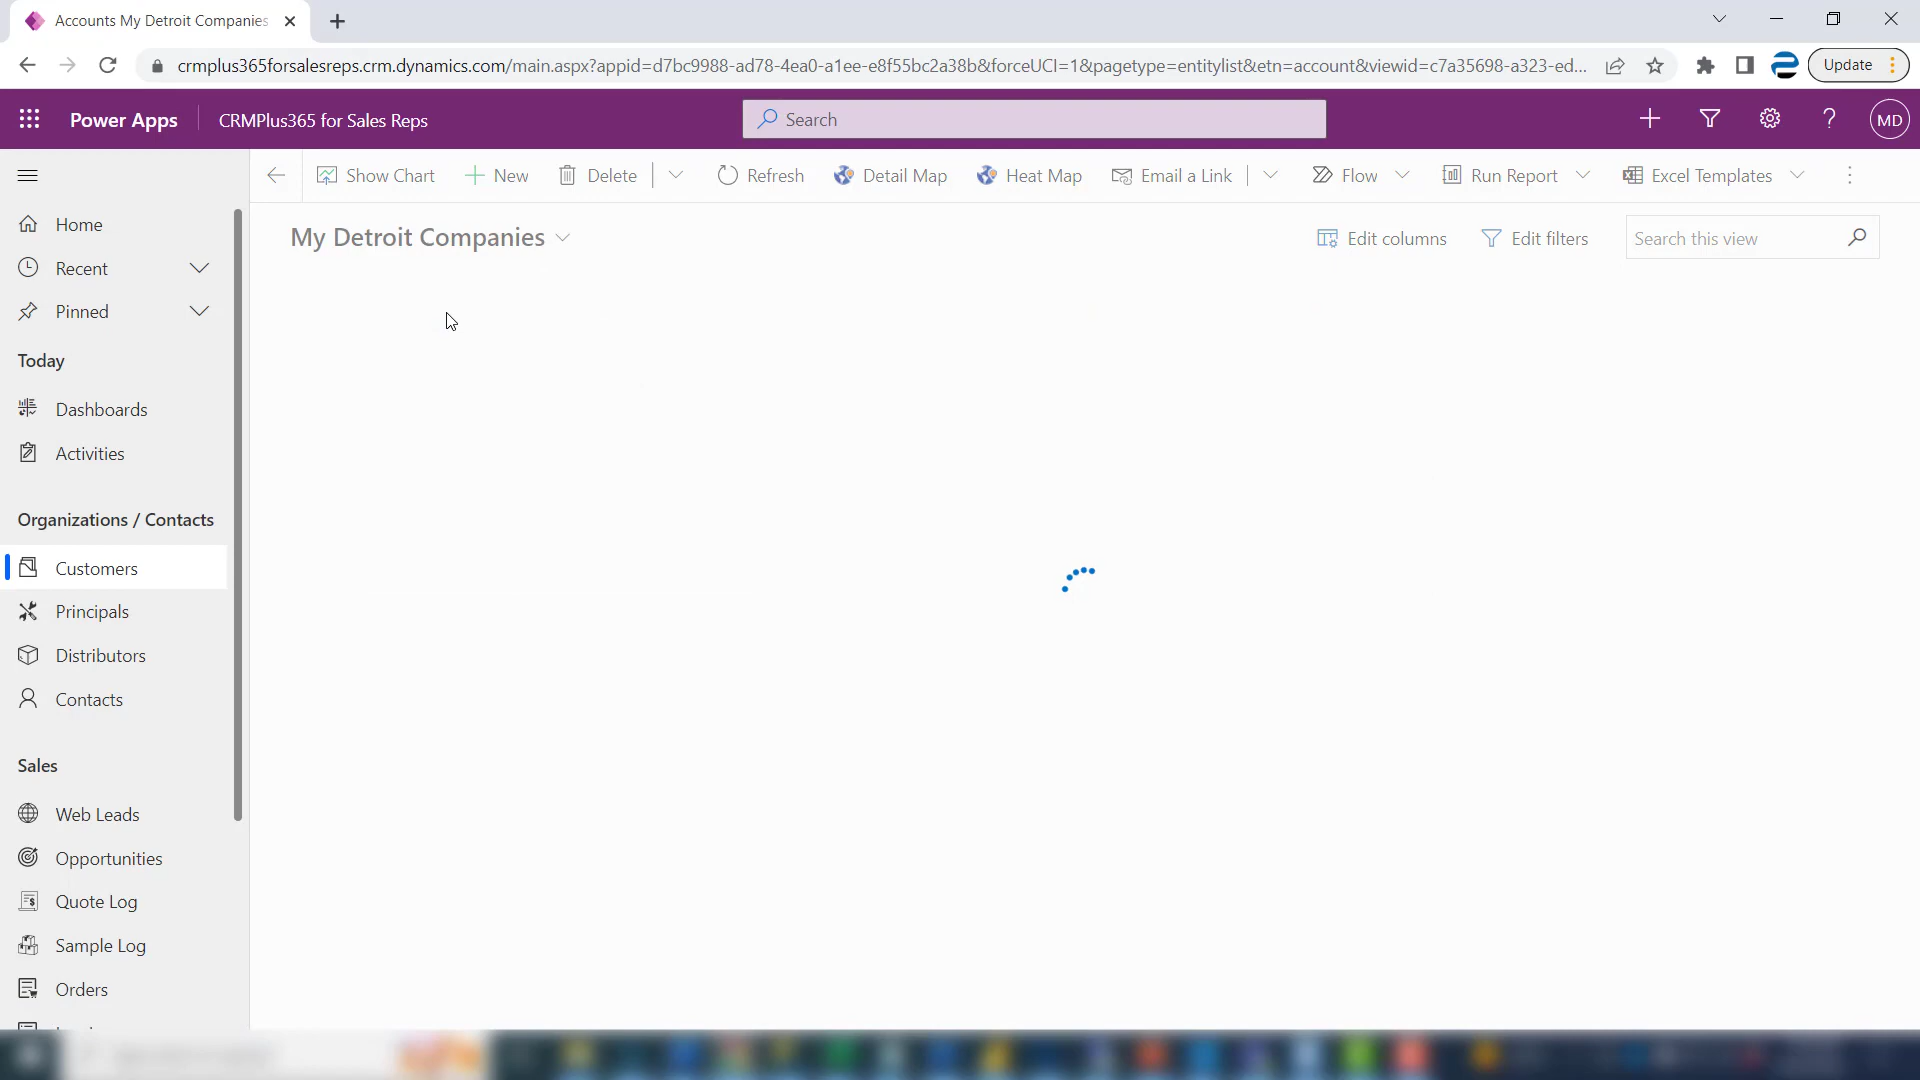 Accounts My Detroit Companies
crmplus365forsalesreps.crm.dynamics.com/main.aspx?appid=d7bc9988-ad78-4ea0-a1ee-e8f55bc2a38b&forceUCI=1&pagetype=entitylist&etn=account&viewid=c7a35698-a323-ed...
Update
Power Apps
CRMPlus365 for Sales Reps
Search
MD
Show Chart
New
Delete
Refresh
Detail Map
Heat Map
Email a Link
Flow
Run Report
Excel Templates
Home
Recent
Pinned
Today
Dashboards
Activities
Organizations / Contacts
Customers
Principals
Distributors
Contacts
Sales
Web Leads
Opportunities
Quote Log
Sample Log
Orders
My Detroit Companies
Edit columns
Edit filters
Search this view